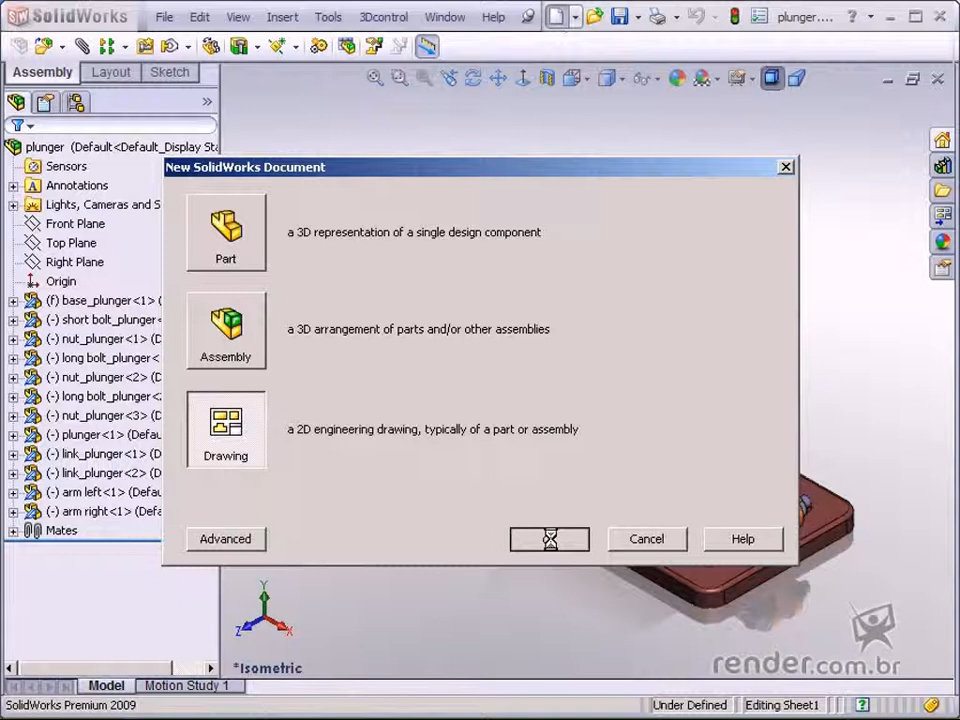 SolidWorks File Edit View Insert Tools 3Dcontrol Window Help plunger.... ?
Assembly Layout Sketch
plunger (Default<Default_Display_Sta
Sensors
Annotations
Lights, Cameras and S
Front Plane
Top Plane
Right Plane
Origin
(f) base_plunger<1> (
(-) short bolt_plunger<
(-) nut_plunger<1> (D
(-) long bolt_plunger<
(-) nut_plunger<2> (D
(-) long bolt_plunger<
(-) nut_plunger<3> (D
(-) plunger<1> (Defau
(-) link_plunger<1> (D
(-) link_plunger<2> (D
(-) arm left<1> (Defau
(-) arm right<1> (Defa
Mates
New SolidWorks Document
Part
a 3D representation of a single design component
Assembly
a 3D arrangement of parts and/or other assemblies
Drawing
a 2D engineering drawing, typically of a part or assembly
Advanced Cancel Help
Y
Z X
*Isometric
render.com.br
Model Motion Study 1
SolidWorks Premium 2009 Under Defined Editing Sheet1